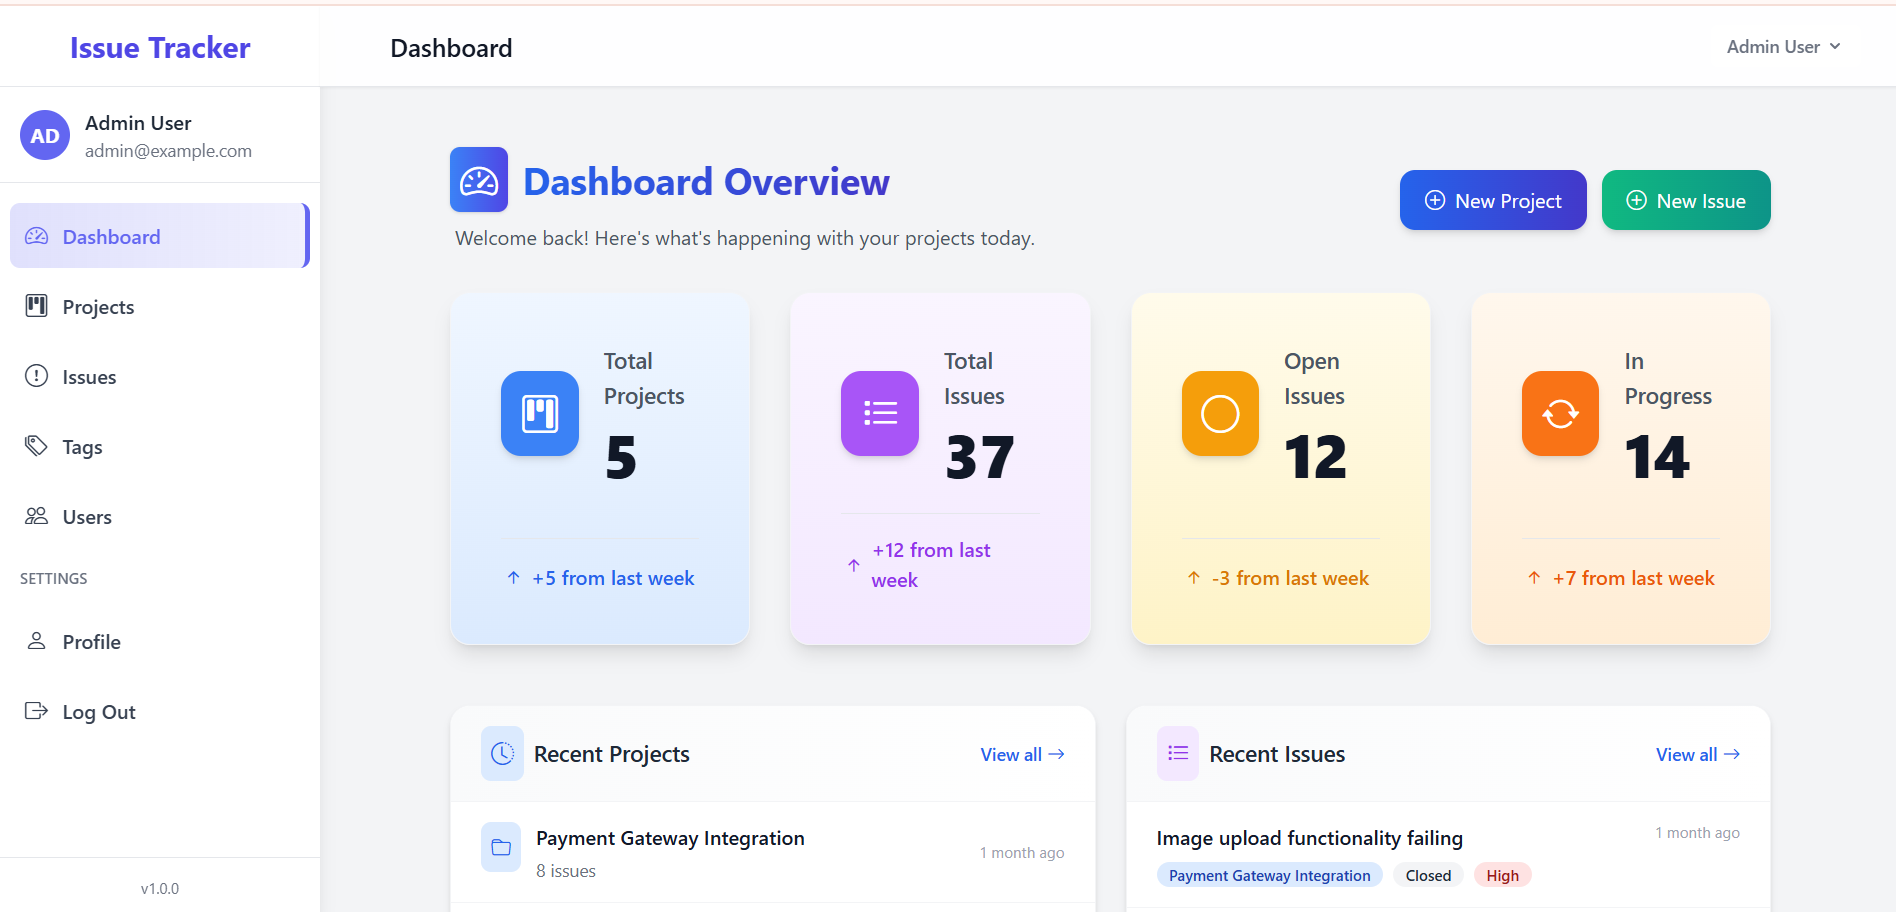 Issue Tracker
Dashboard
Admin User
AD
Admin User
admin@example.com
Dashboard
Projects
Issues
Tags
Users
SETTINGS
Profile
Log Out
v1.0.0
Dashboard Overview
Welcome back! Here's what's happening with your projects today.
New Project
New Issue
Total
Projects
5
+5 from last week
Total
Issues
37
+12 from last
week
Open
Issues
12
-3 from last week
In
Progress
14
+7 from last week
Recent Projects
View all
Payment Gateway Integration
8 issues
1 month ago
Recent Issues
View all
Image upload functionality failing
1 month ago
Payment Gateway Integration
Closed
High